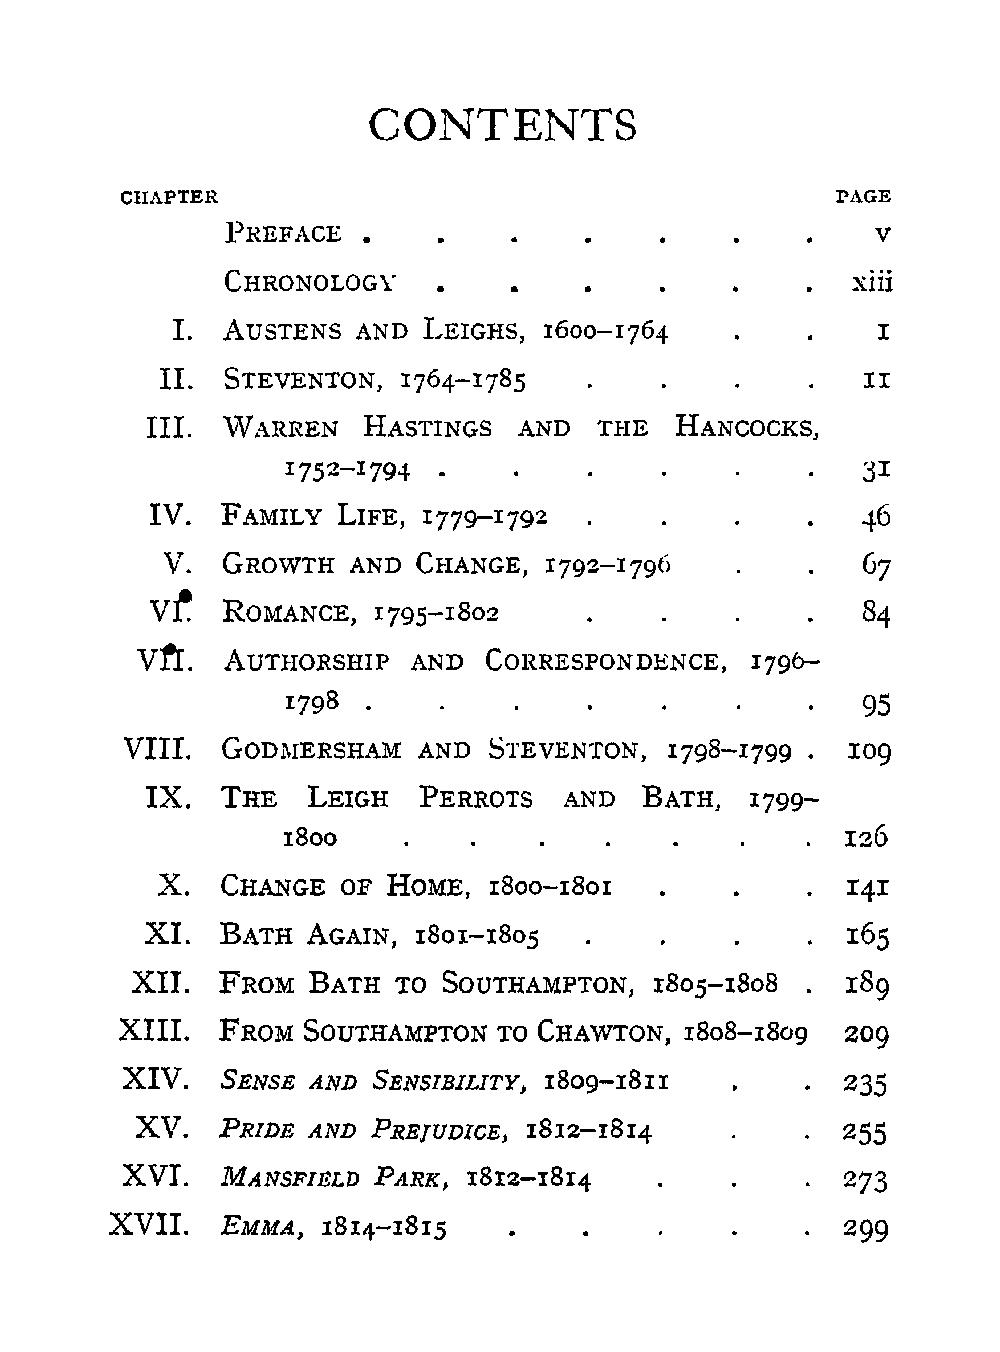 CONTENTS
CHAPTER PAGE
PREFACE . . . . . . . v
CHRONOLOGY . . . . . . xiii
I. AUSTENS AND LEIGHS, 1600–1764 . . 1
II. STEVENTON, 1764–1785 . . . . 11
III. WARREN HASTINGS AND THE HANCOCKS,
1752–1794 . . . . . . 31
IV. FAMILY LIFE, 1779–1792 . . . . 46
V. GROWTH AND CHANGE, 1792–1796 . . 67
VI. ROMANCE, 1795–1802 . . . . 84
VII. AUTHORSHIP AND CORRESPONDENCE, 1796–
1798 . . . . . . . 95
VIII. GODMERSHAM AND STEVENTON, 1798–1799 . 109
IX. THE LEIGH PERROTS AND BATH, 1799–
1800 . . . . . . . 126
X. CHANGE OF HOME, 1800–1801 . . . 141
XI. BATH AGAIN, 1801–1805 . . . . 165
XII. FROM BATH TO SOUTHAMPTON, 1805–1808 . 189
XIII. FROM SOUTHAMPTON TO CHAWTON, 1808–1809 209
XIV. SENSE AND SENSIBILITY, 1809–1811 . . 235
XV. PRIDE AND PREJUDICE, 1812–1814 . . 255
XVI. MANSFIELD PARK, 1812–1814 . . . 273
XVII. EMMA, 1814–1815 . . . . . 299